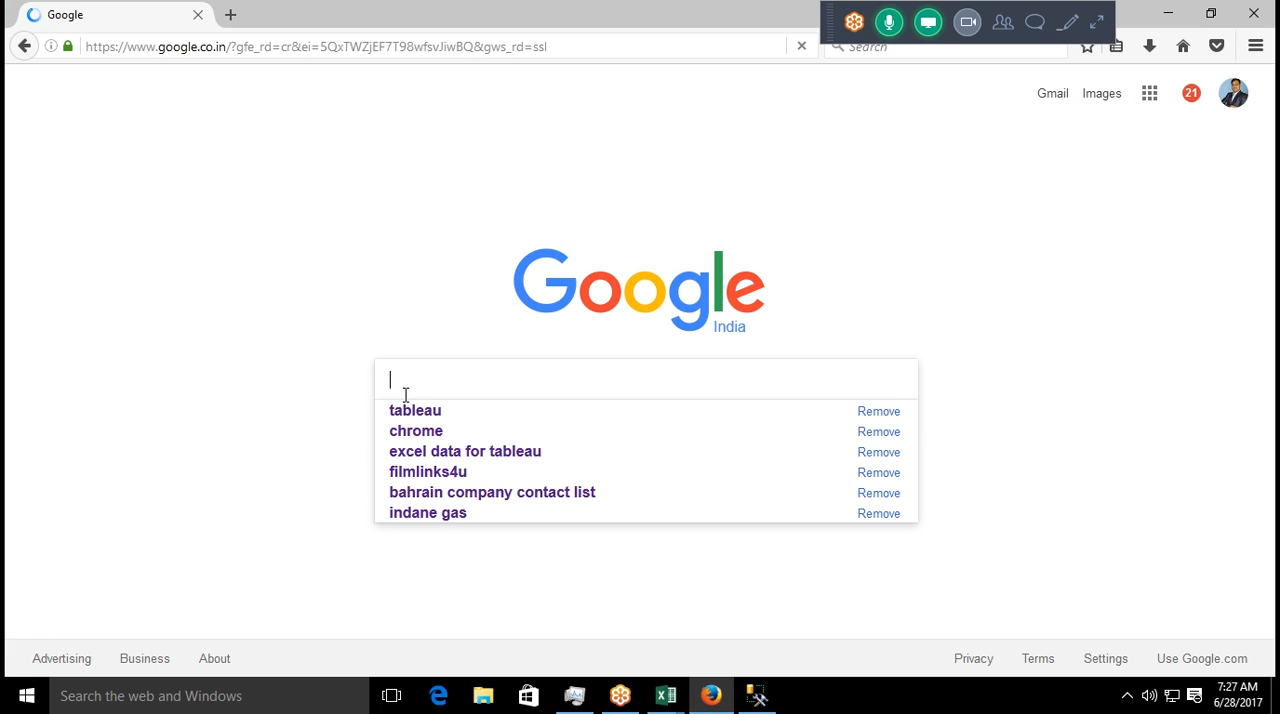 Google
https://www.google.co.in/?gfe_rd=cr&ei=5QxTWZjEF7T98wfsvJiwBQ&gws_rd=ssl
Search
Gmail Images 21
Google
India
tableau Remove
chrome Remove
excel data for tableau Remove
filmlinks4u Remove
bahrain company contact list Remove
indane gas Remove
Advertising Business About Privacy Terms Settings Use Google.com
Search the web and Windows
7:27 AM
6/28/2017